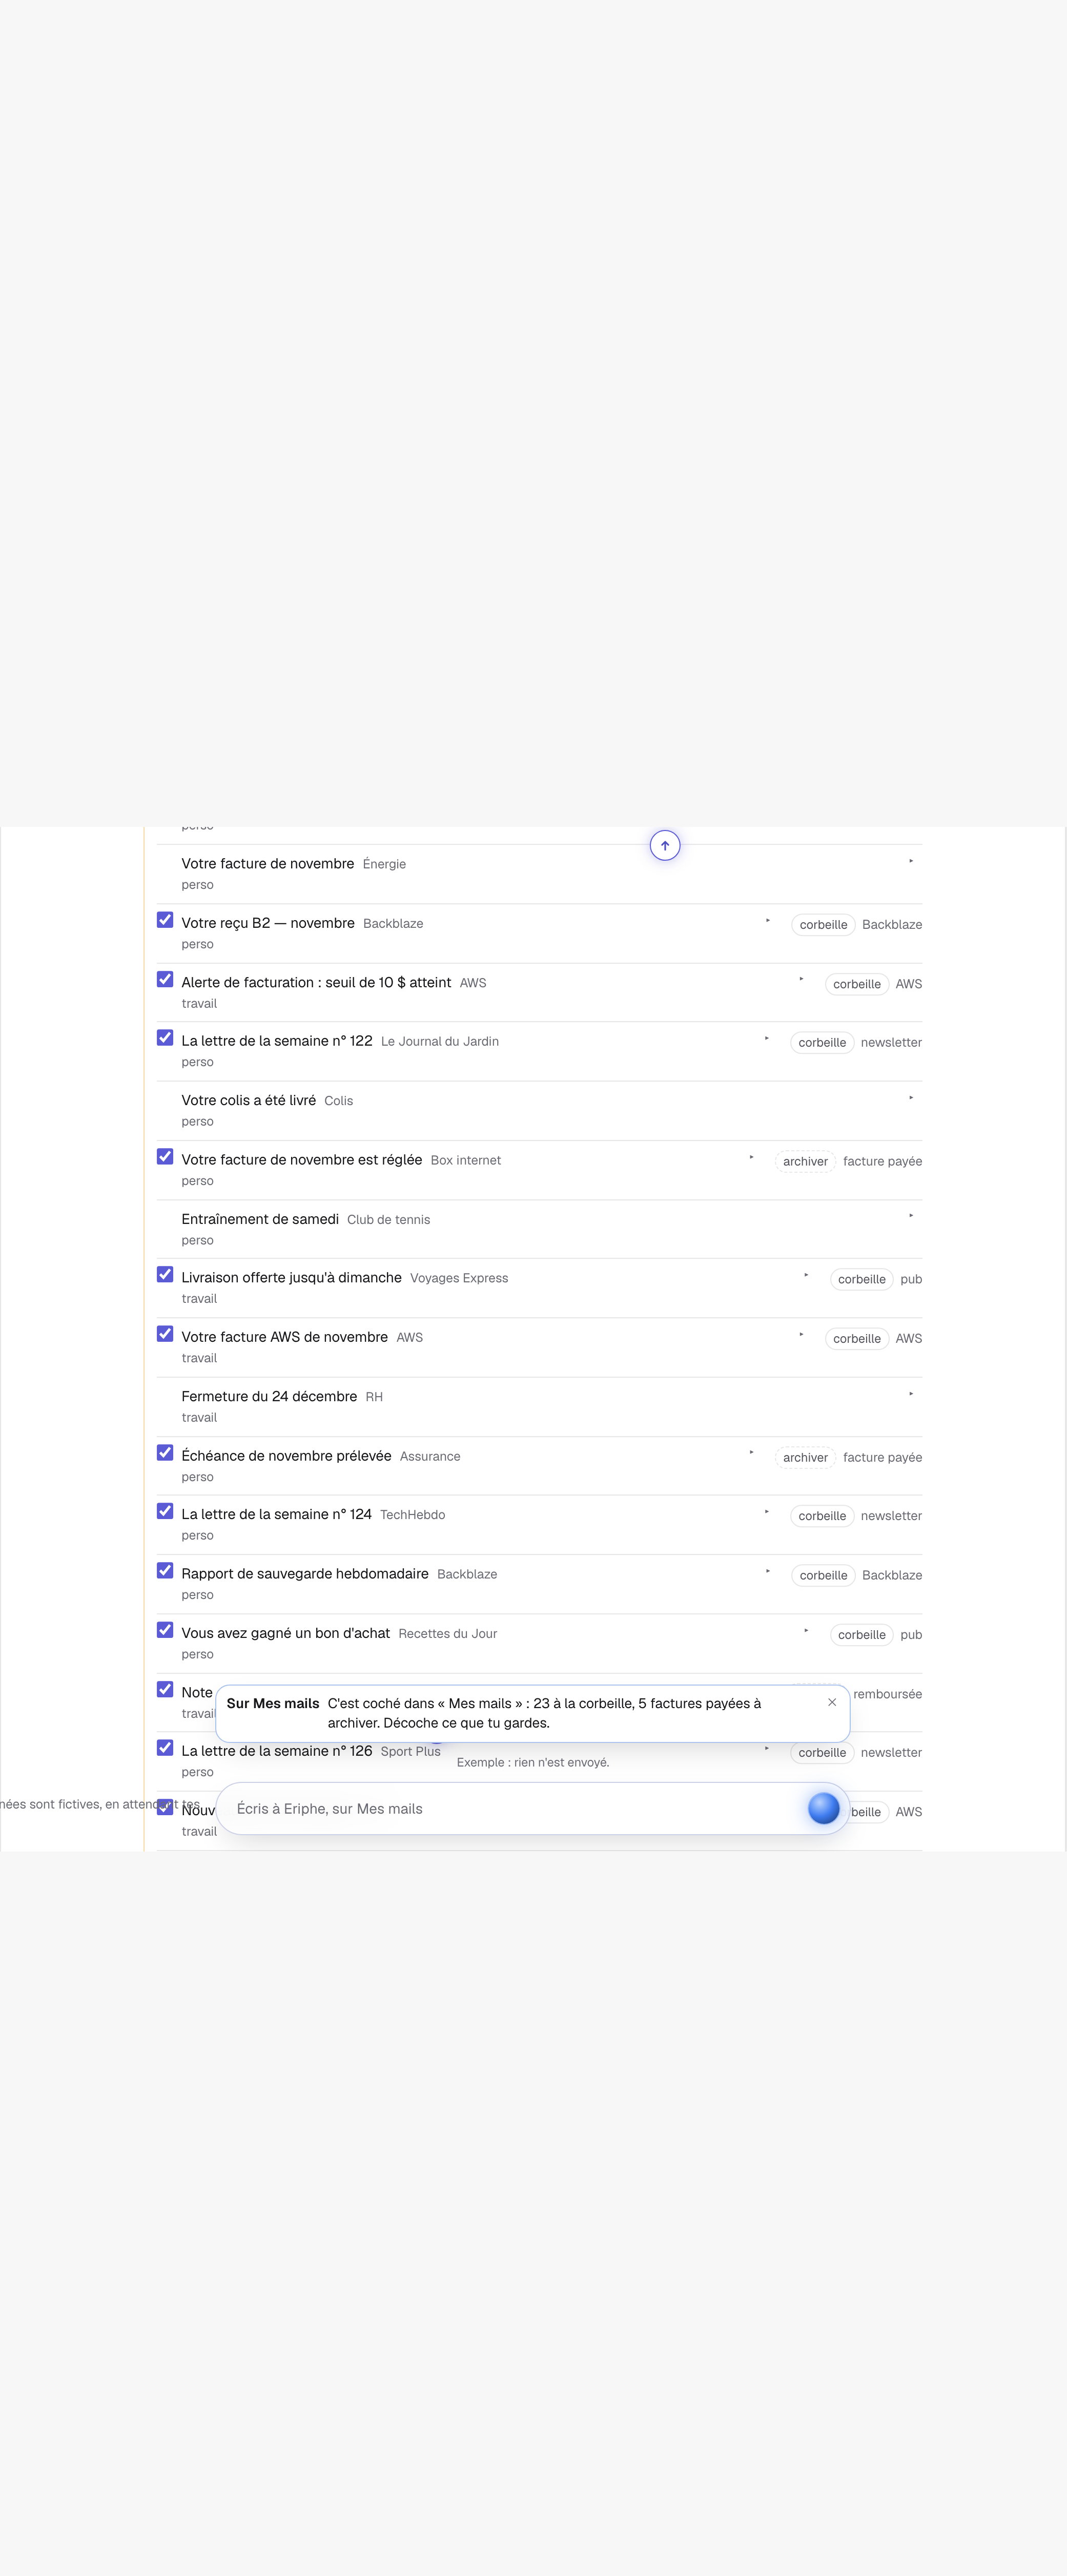 perso
Votre facture de novembre Énergie
perso
Votre reçu B2 — novembre Backblaze corbeille Backblaze
perso
Alerte de facturation : seuil de 10 $ atteint AWS corbeille AWS
travail
La lettre de la semaine n° 122 Le Journal du Jardin corbeille newsletter
perso
Votre colis a été livré Colis
perso
Votre facture de novembre est réglée Box internet archiver facture payée
perso
Entraînement de samedi Club de tennis
perso
Livraison offerte jusqu'à dimanche Voyages Express corbeille pub
travail
Votre facture AWS de novembre AWS corbeille AWS
travail
Fermeture du 24 décembre RH
travail
Échéance de novembre prélevée Assurance archiver facture payée
perso
La lettre de la semaine n° 124 TechHebdo corbeille newsletter
perso
Rapport de sauvegarde hebdomadaire Backblaze corbeille Backblaze
perso
Vous avez gagné un bon d'achat Recettes du Jour corbeille pub
perso
Note remboursée
travail
Sur Mes mails C'est coché dans « Mes mails » : 23 à la corbeille, 5 factures payées à
archiver. Décoche ce que tu gardes.
La lettre de la semaine n° 126 Sport Plus corbeille newsletter
perso
Exemple : rien n'est envoyé.
nées sont fictives, en attendant tes
Nouv beille AWS
travail
Écris à Eriphe, sur Mes mails